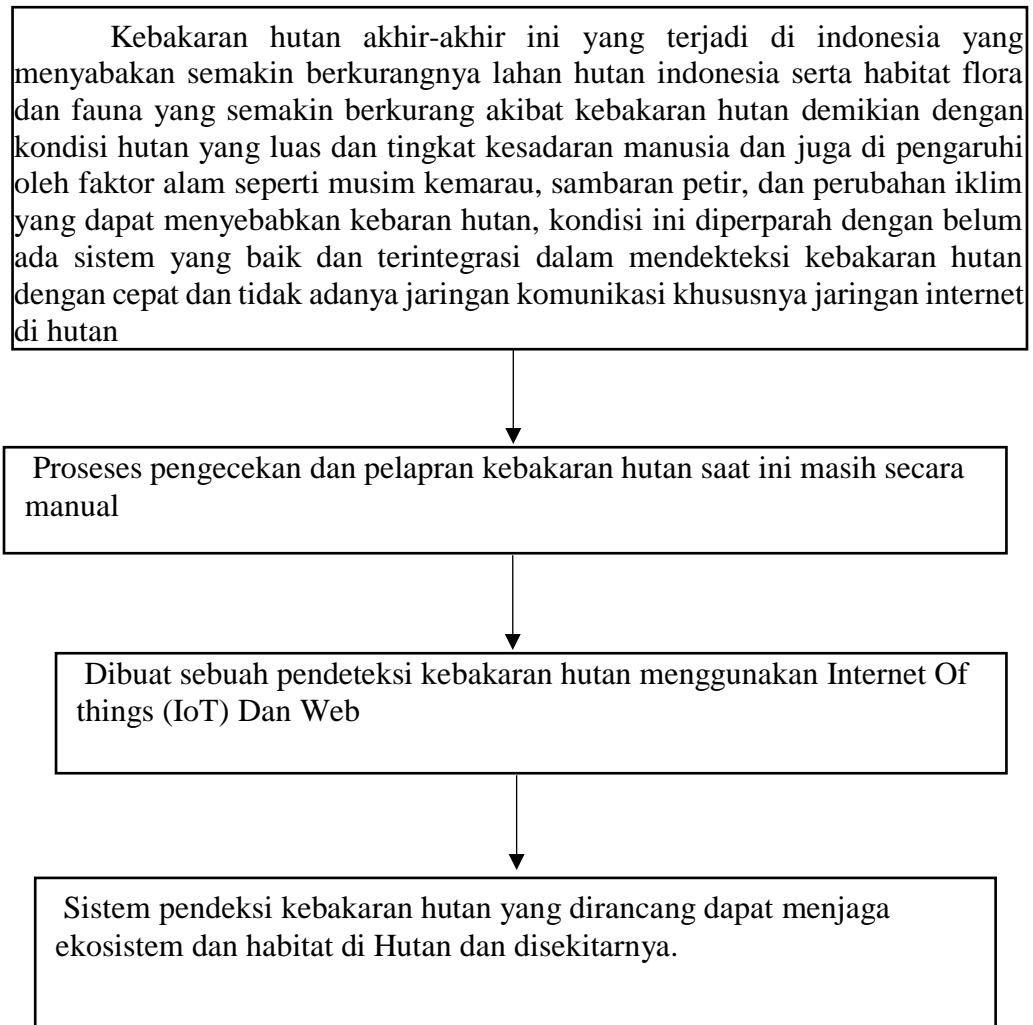 Kebakaran hutan akhir-akhir ini yang terjadi di indonesia yang
menyabakan semakin berkurangnya lahan hutan indonesia serta habitat flora
dan fauna yang semakin berkurang akibat kebakaran hutan demikian dengan
kondisi hutan yang luas dan tingkat kesadaran manusia dan juga di pengaruhi
oleh faktor alam seperti musim kemarau, sambaran petir, dan perubahan iklim
yang dapat menyebabkan kebaran hutan, kondisi ini diperparah dengan belum
ada sistem yang baik dan terintegrasi dalam mendekteksi kebakaran hutan
dengan cepat dan tidak adanya jaringan komunikasi khususnya jaringan internet
di hutan
Proseses pengecekan dan pelapran kebakaran hutan saat ini masih secara
manual
Dibuat sebuah pendeteksi kebakaran hutan menggunakan Internet Of
things (IoT) Dan Web
Sistem pendeksi kebakaran hutan yang dirancang dapat menjaga
ekosistem dan habitat di Hutan dan disekitarnya.